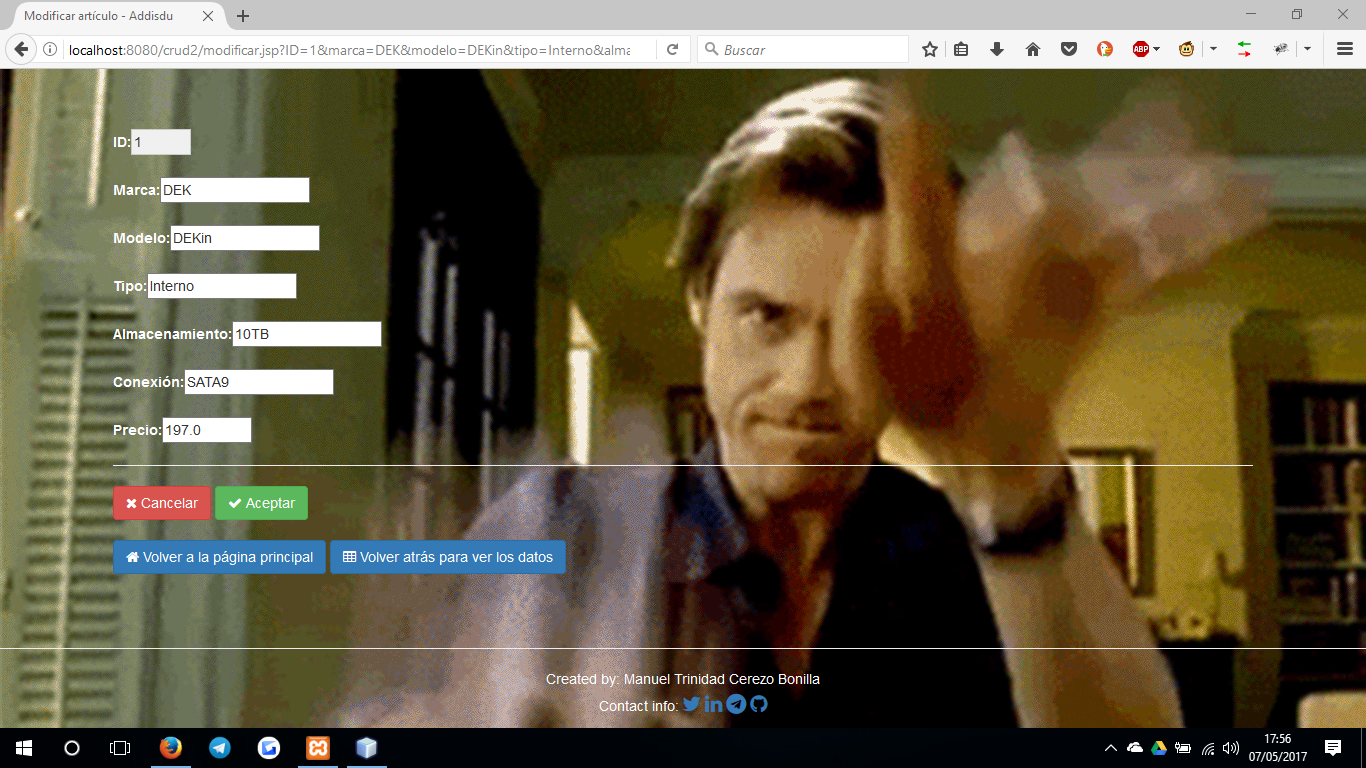 Modificar artículo - Addisdu
localhost:8080/crud2/modificar.jsp?ID=1&marca=DEK&modelo=DEKin&tipo=Interno&alma
Buscar
ABP
ID: 1
Marca: DEK
Modelo: DEKin
Tipo: Interno
Almacenamiento: 10TB
Conexión: SATA9
Precio: 197.0
Cancelar Aceptar
Volver a la página principal Volver atrás para ver los datos
Created by: Manuel Trinidad Cerezo Bonilla
Contact info:
17:56
07/05/2017